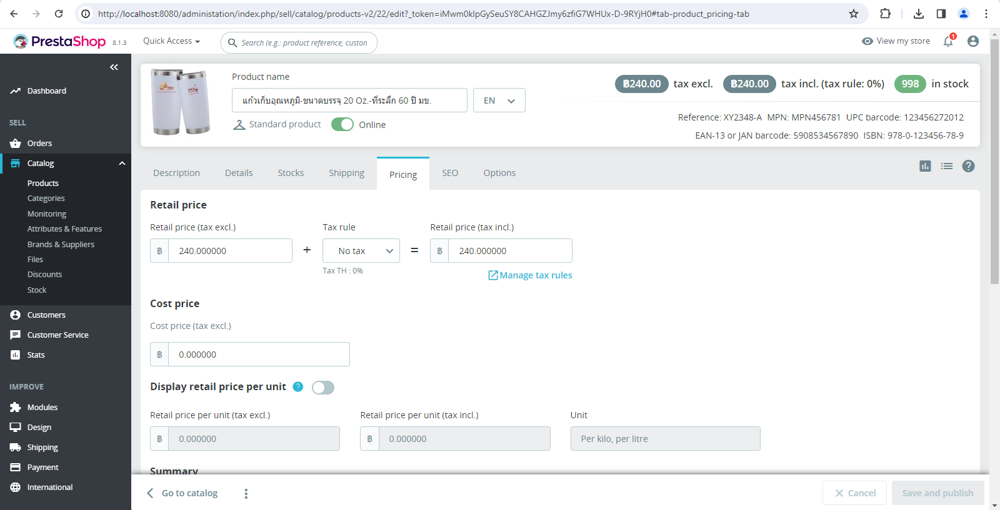 localhost:8080/administation/index.php/sell/catalog/products-v2/22/edit?_token=iMwm0klpGySeuSY8CAHGZJmy6zfiG7WHUx-D-9RYjH0#tab-product_pricing-tab
PrestaShop 8.1.3
Quick Access
Search (e.g.: product reference, custon
View my store
1
Dashboard
SELL
Orders
Catalog
Products
Categories
Monitoring
Attributes & Features
Brands & Suppliers
Files
Discounts
Stock
Customers
Customer Service
Stats
IMPROVE
Modules
Design
Shipping
Payment
International
Product name
แก้วเก็บอุณหภูมิ-ขนาดบรรจุ 20 Oz.-ที่ระลึก 60 ปี มข.
EN
Standard product
Online
฿240.00 tax excl. ฿240.00 tax incl. (tax rule: 0%) 998 in stock
Reference: XY2348-A MPN: MPN456781 UPC barcode: 123456272012
EAN-13 or JAN barcode: 5908534567890 ISBN: 978-0-123456-78-9
Description Details Stocks Shipping Pricing SEO Options
Retail price
Retail price (tax excl.) Tax rule Retail price (tax incl.)
฿ 240.000000 + No tax = ฿ 240.000000
Tax TH : 0%
Manage tax rules
Cost price
Cost price (tax excl.)
฿ 0.000000
Display retail price per unit ?
Retail price per unit (tax excl.) Retail price per unit (tax incl.) Unit
฿ 0.000000 ฿ 0.000000 Per kilo, per litre
Summary
Go to catalog
Cancel
Save and publish